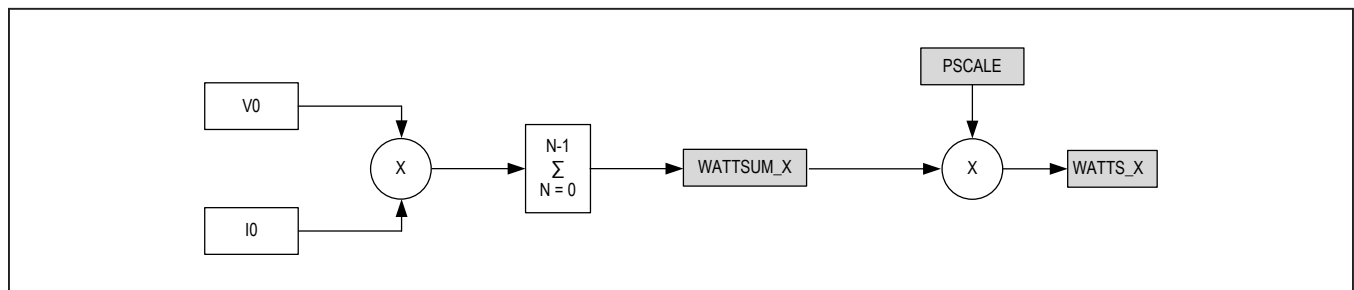 PSCALE
V0
N-1
X
Σ
WATTSUM_X
X
WATTS_X
N = 0
I0